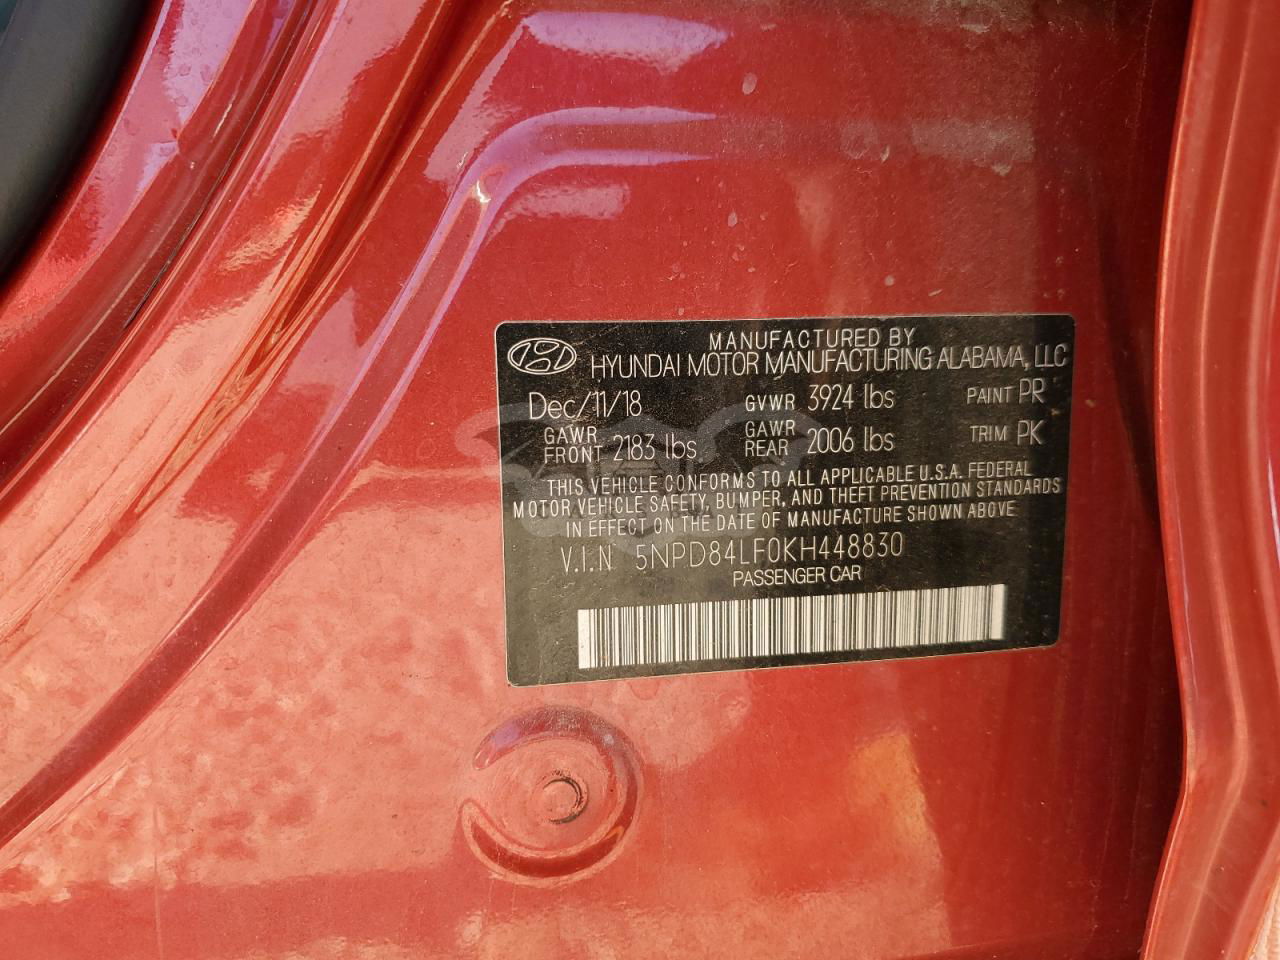 MANUFACTURED BY
HYUNDAI MOTOR MANUFACTURING ALABAMA, LLC
Dec/11/18 GVWR 3924 lbs PAINT PR
GAWR FRONT 2183 lbs GAWR REAR 2006 lbs TRIM PK
THIS VEHICLE CONFORMS TO ALL APPLICABLE U.S.A. FEDERAL
MOTOR VEHICLE SAFETY, BUMPER, AND THEFT PREVENTION STANDARDS
IN EFFECT ON THE DATE OF MANUFACTURE SHOWN ABOVE
V.I.N 5NPD84LF0KH448830
PASSENGER CAR